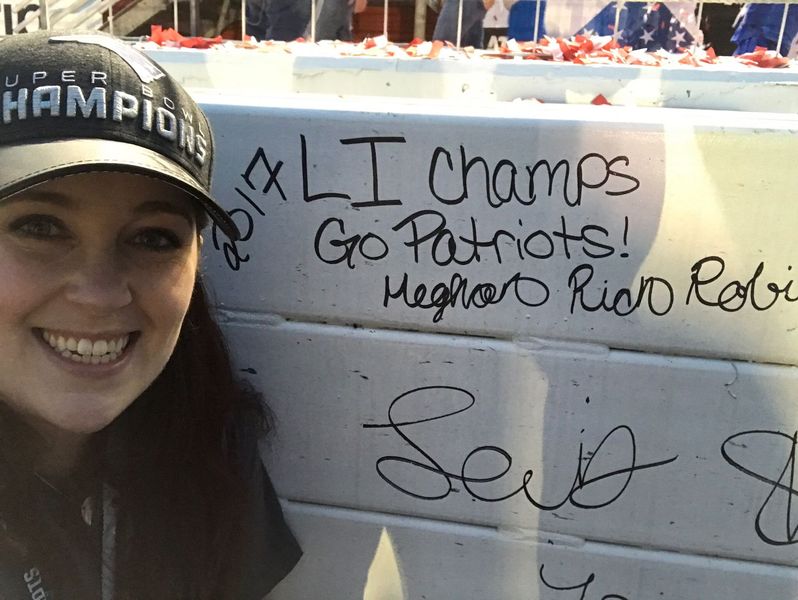 SUPER BOWL
CHAMPIONS
2017
LI Champs
Go Patriots!
Meghan Rich Robi